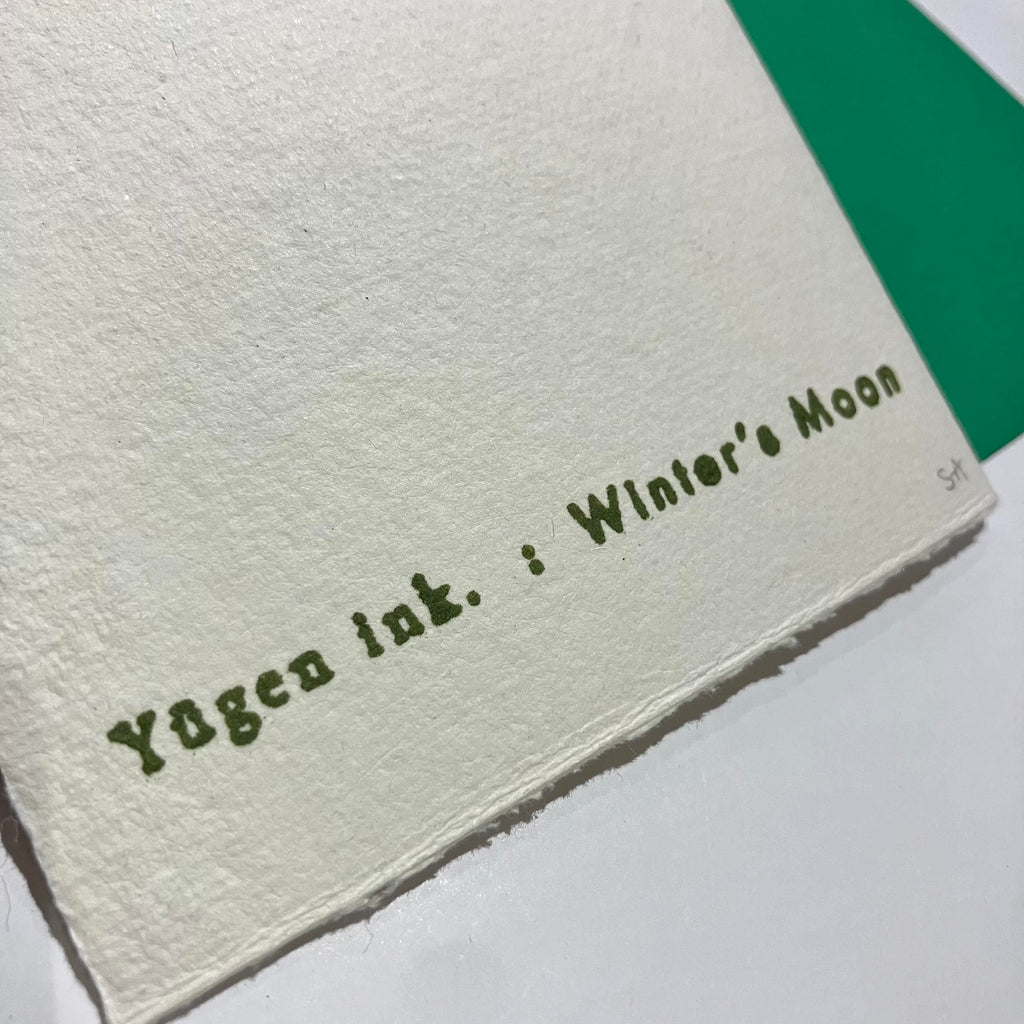 Yūgen ink. : Winter's Moon